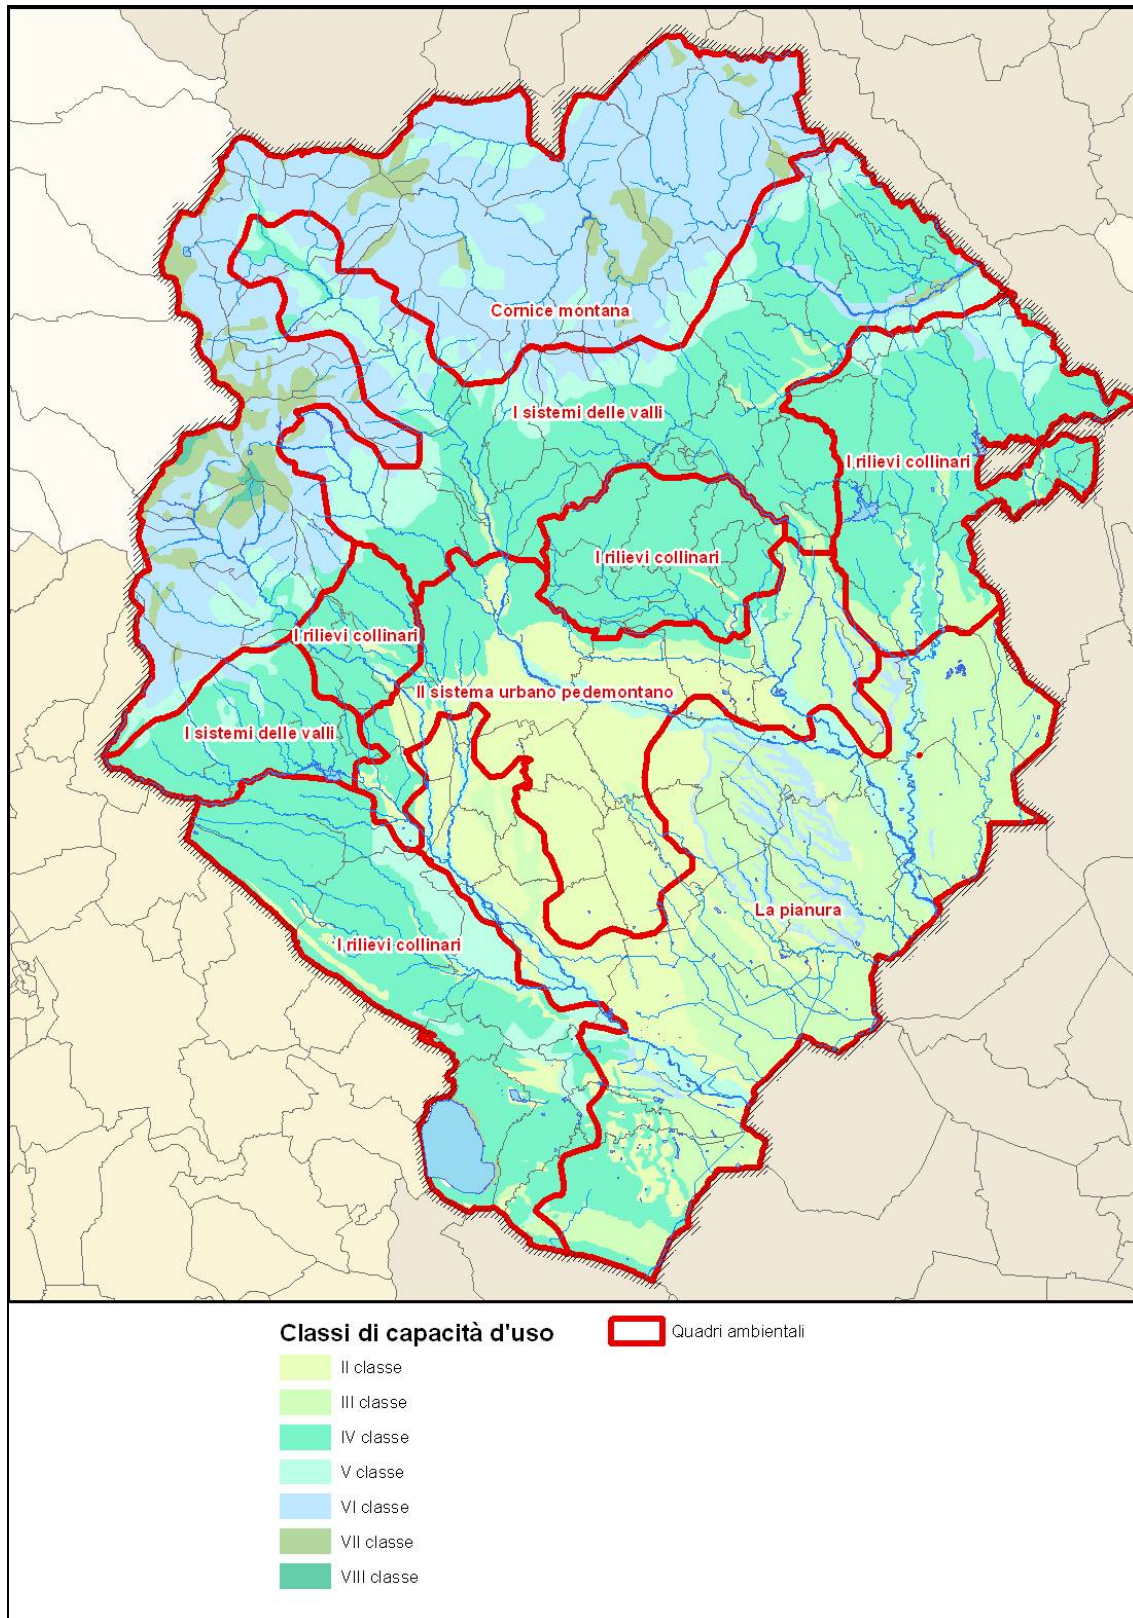 Cornice montana
I sistemi delle valli
I rilievi collinari
I rilievi collinari
I rilievi collinari
Il sistema urbano pedemontano
I sistemi delle valli
La pianura
I rilievi collinari
Classi di capacità d'uso
Quadri ambientali
II classe
III classe
IV classe
V classe
VI classe
VII classe
VIII classe